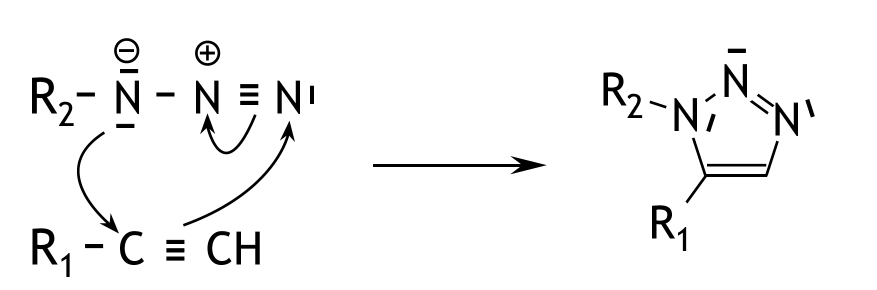 ⊖ ⊕
R₂ – N – N ≡ N
R₁ – C ≡ CH
R₂ N N N
R₁